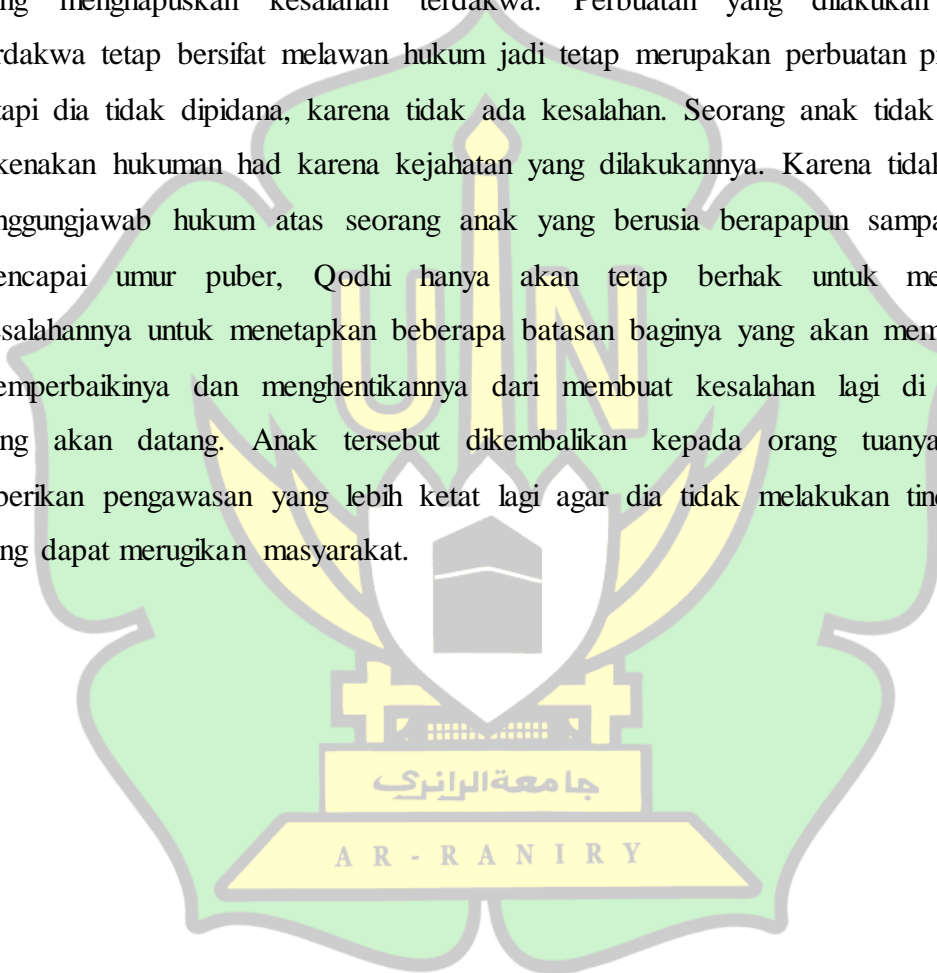 ng menghapuskan kesalahan terdakwa. Perbuatan yang dilakukan
rdakwa tetap bersifat melawan hukum jadi tetap merupakan perbuatan p
tapi dia tidak dipidana, karena tidak ada kesalahan. Seorang anak tidak
kenakan hukuman had karena kejahatan yang dilakukannya. Karena tidak
nggungjawab hukum atas seorang anak yang berusia berapapun sampa
encapai umur puber, Qodhi hanya akan tetap berhak untuk me
salahannya untuk menetapkan beberapa batasan baginya yang akan mem
emperbaikinya dan menghentikannya dari membuat kesalahan lagi di
ng akan datang. Anak tersebut dikembalikan kepada orang tuanya
berikan pengawasan yang lebih ketat lagi agar dia tidak melakukan tin
ng dapat merugikan masyarakat.
UIN
جامعةالرانري
AR-RANIRY